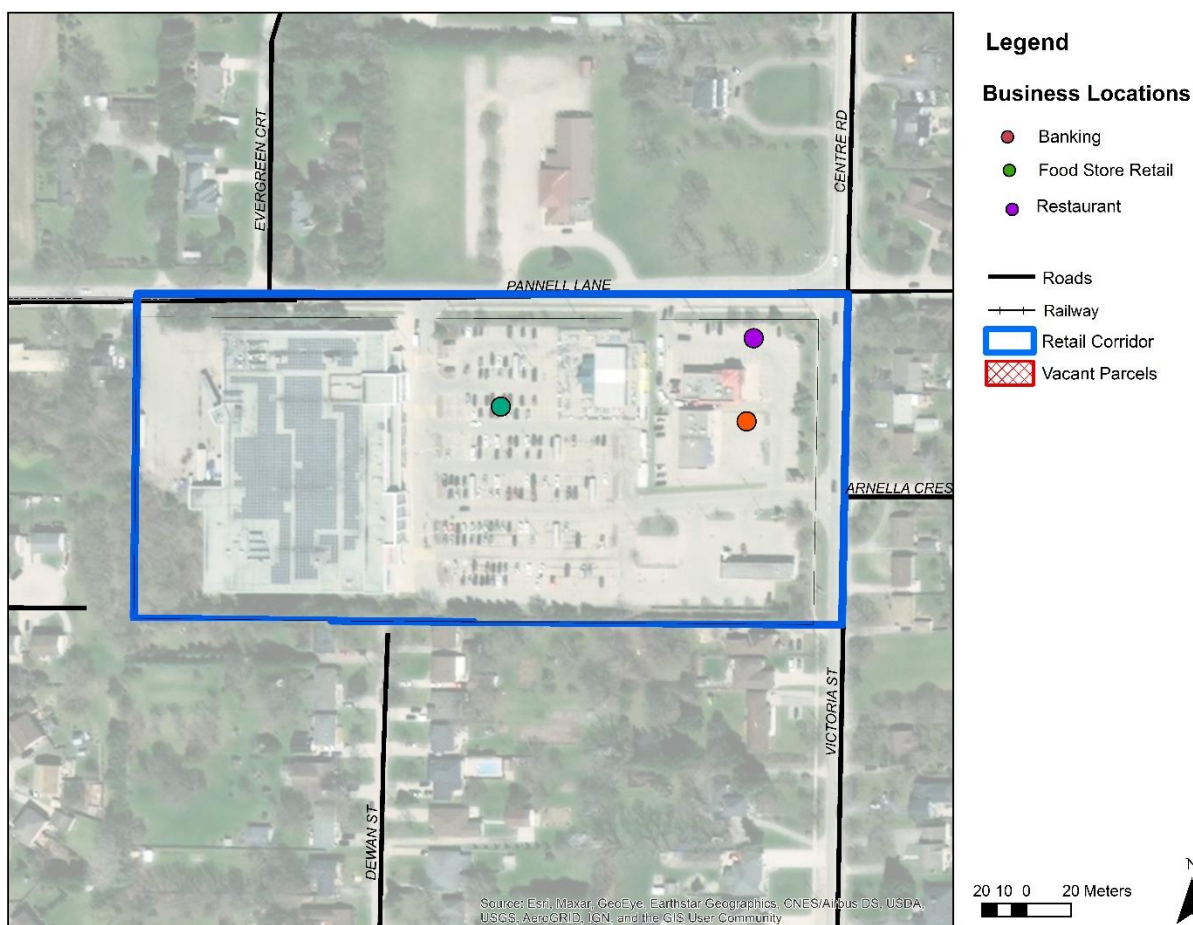 EVERGREEN CRT
CENTRE RD
PANNELL LANE
ARNELLA CRES
DEWAN ST
VICTORIA ST
Source: Esri, Maxar, GeoEye, Earthstar Geographics, CNES/Airbus DS, USDA,
USGS, AeroGRID, IGN, and the GIS User Community
Legend
Business Locations
Banking
Food Store Retail
Restaurant
Roads
Railway
Retail Corridor
Vacant Parcels
20 10 0 20 Meters
N